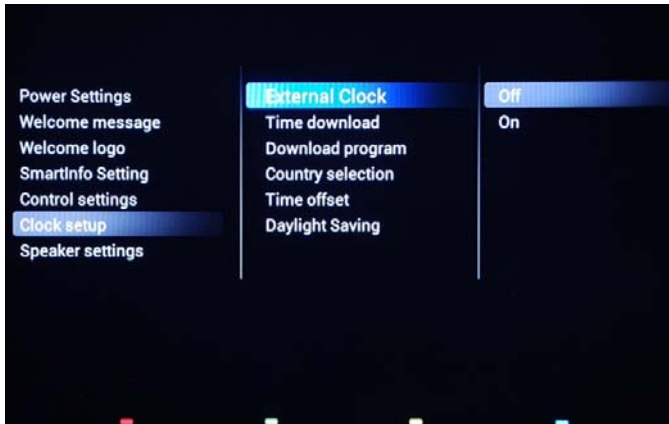 Power Settings
Welcome message
Welcome logo
SmartInfo Setting
Control settings
Clock setup
Speaker settings
External Clock
Time download
Download program
Country selection
Time offset
Daylight Saving
Off
On